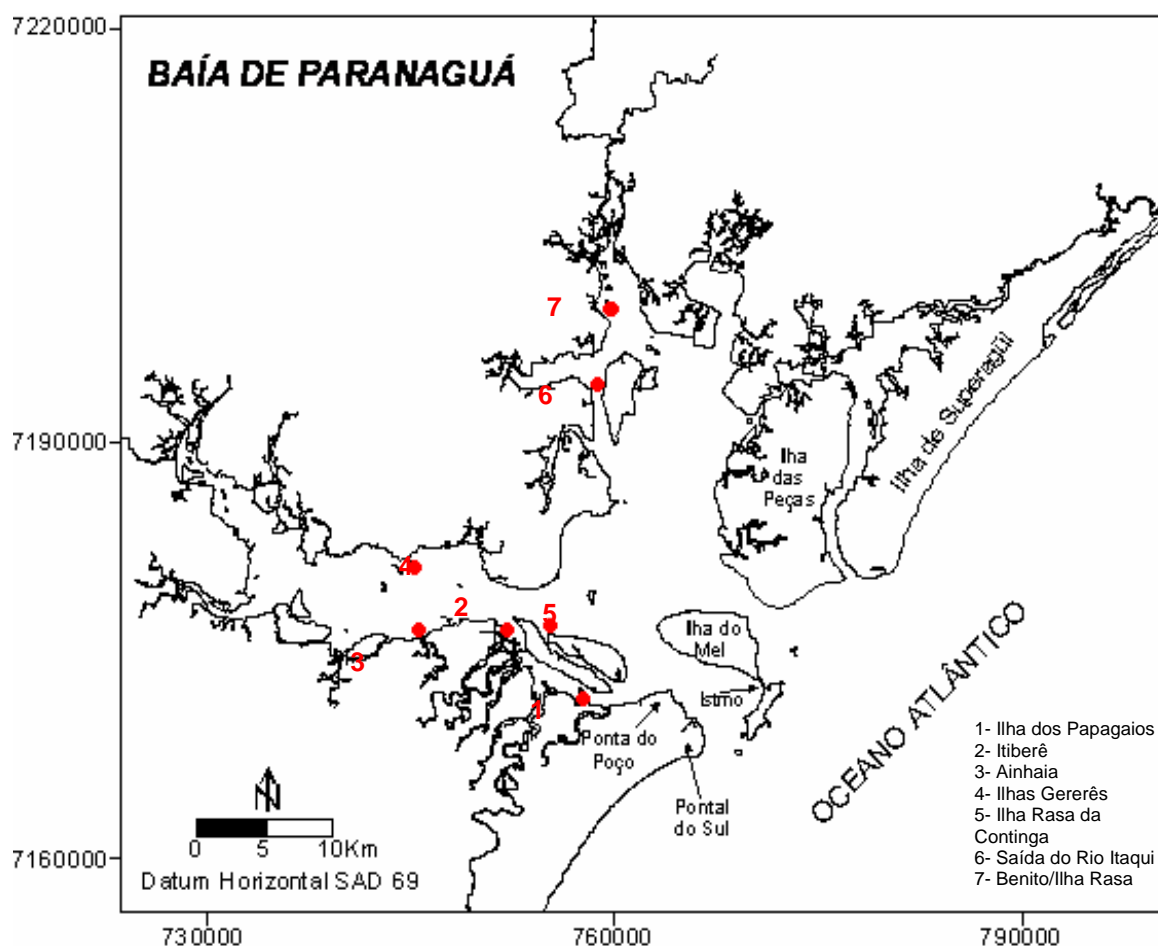 7220000
BAÍA DE PARANAGUÁ
7
6
7190000
Ilha
das
Peças
Ilha de Superagüi
4
2
5
3
1
Ilha do
Mel
Istmo
Ponta do
Poço
Pontal
do Sul
OCEANO ATLÂNTICO
1- Ilha dos Papagaios
2- Itiberê
3- Ainhaia
4- Ilhas Gererês
5- Ilha Rasa da
Continga
6- Saída do Rio Itaqui
7- Benito/Ilha Rasa
N
0 5 10Km
7160000
Datum Horizontal SAD 69
730000 760000 790000